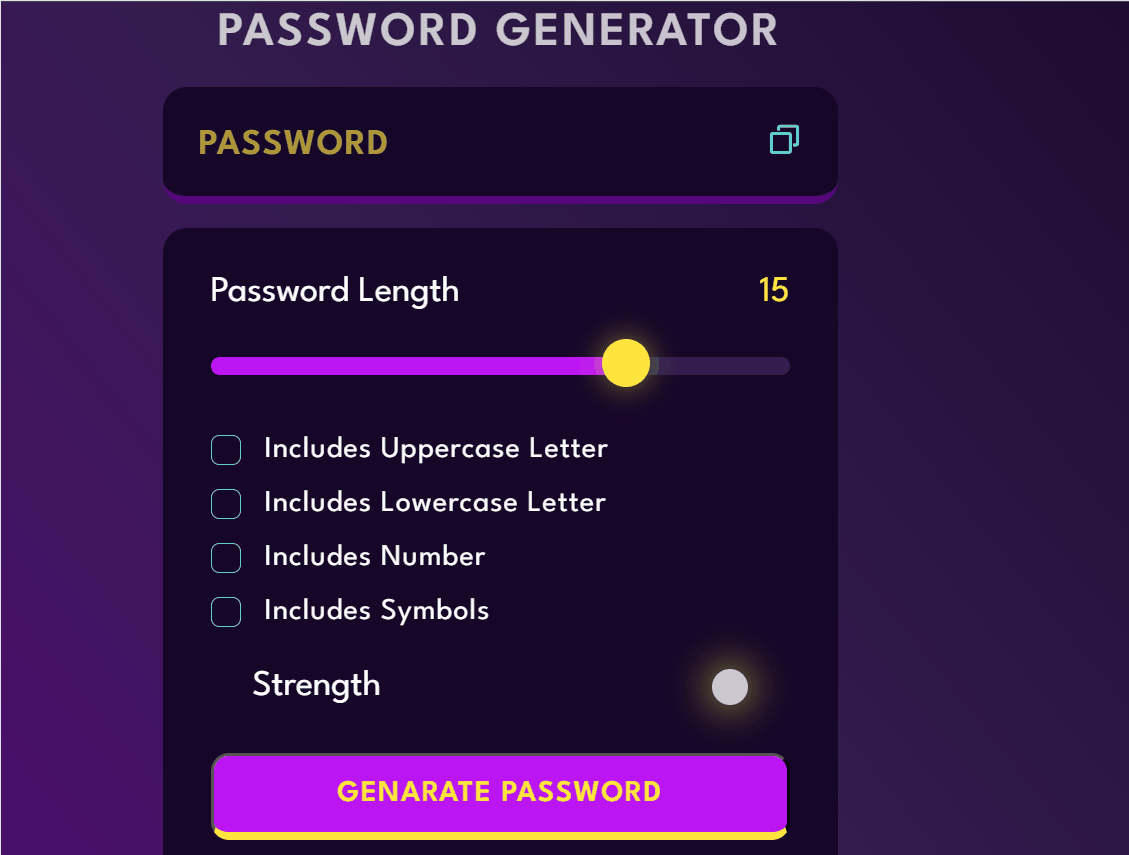 PASSWORD GENERATOR
PASSWORD
Password Length 15
Includes Uppercase Letter
Includes Lowercase Letter
Includes Number
Includes Symbols
Strength
GENARATE PASSWORD